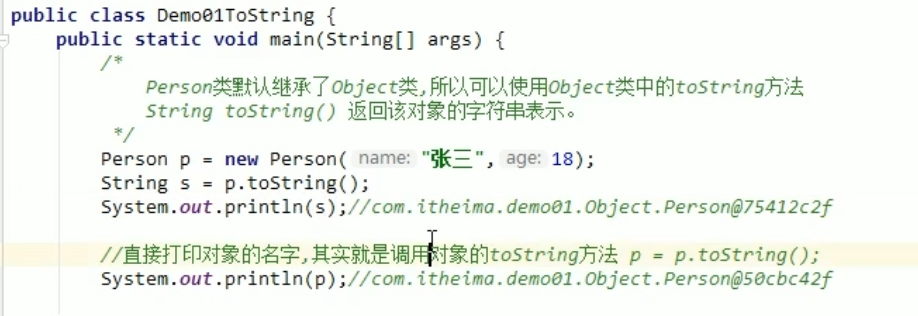 public class Demo01ToString {
public static void main(String[] args) {
/*
Person类默认继承了Object类,所以可以使用Object类中的toString方法
String toString() 返回该对象的字符串表示。
*/
Person p = new Person( name: "张三", age: 18);
String s = p.toString();
System.out.println(s);//com.itheima.demo01.Object.Person@75412c2f
//直接打印对象的名字,其实就是调用对象的toString方法 p = p.toString();
System.out.println(p);//com.itheima.demo01.Object.Person@50cbc42f